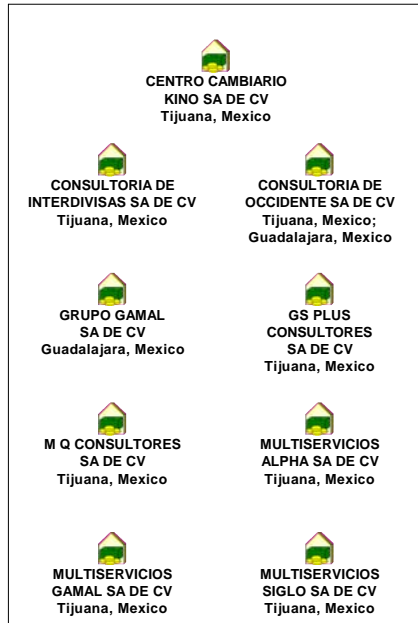 CENTRO CAMBIARIO
KINO SA DE CV
Tijuana, Mexico
CONSULTORIA DE
INTERDIVISAS SA DE CV
Tijuana, Mexico
CONSULTORIA DE
OCCIDENTE SA DE CV
Tijuana, Mexico;
Guadalajara, Mexico
GRUPO GAMAL
SA DE CV
Guadalajara, Mexico
GS PLUS
CONSULTORES
SA DE CV
Tijuana, Mexico
M Q CONSULTORES
SA DE CV
Tijuana, Mexico
MULTISERVICIOS
ALPHA SA DE CV
Tijuana, Mexico
MULTISERVICIOS
GAMAL SA DE CV
Tijuana, Mexico
MULTISERVICIOS
SIGLO SA DE CV
Tijuana, Mexico